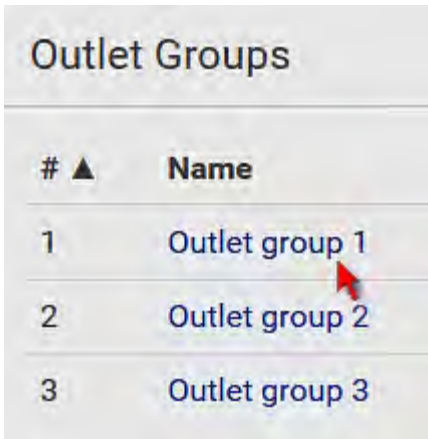 Outlet Groups
# ▲ Name
1 Outlet group 1
2 Outlet group 2
3 Outlet group 3